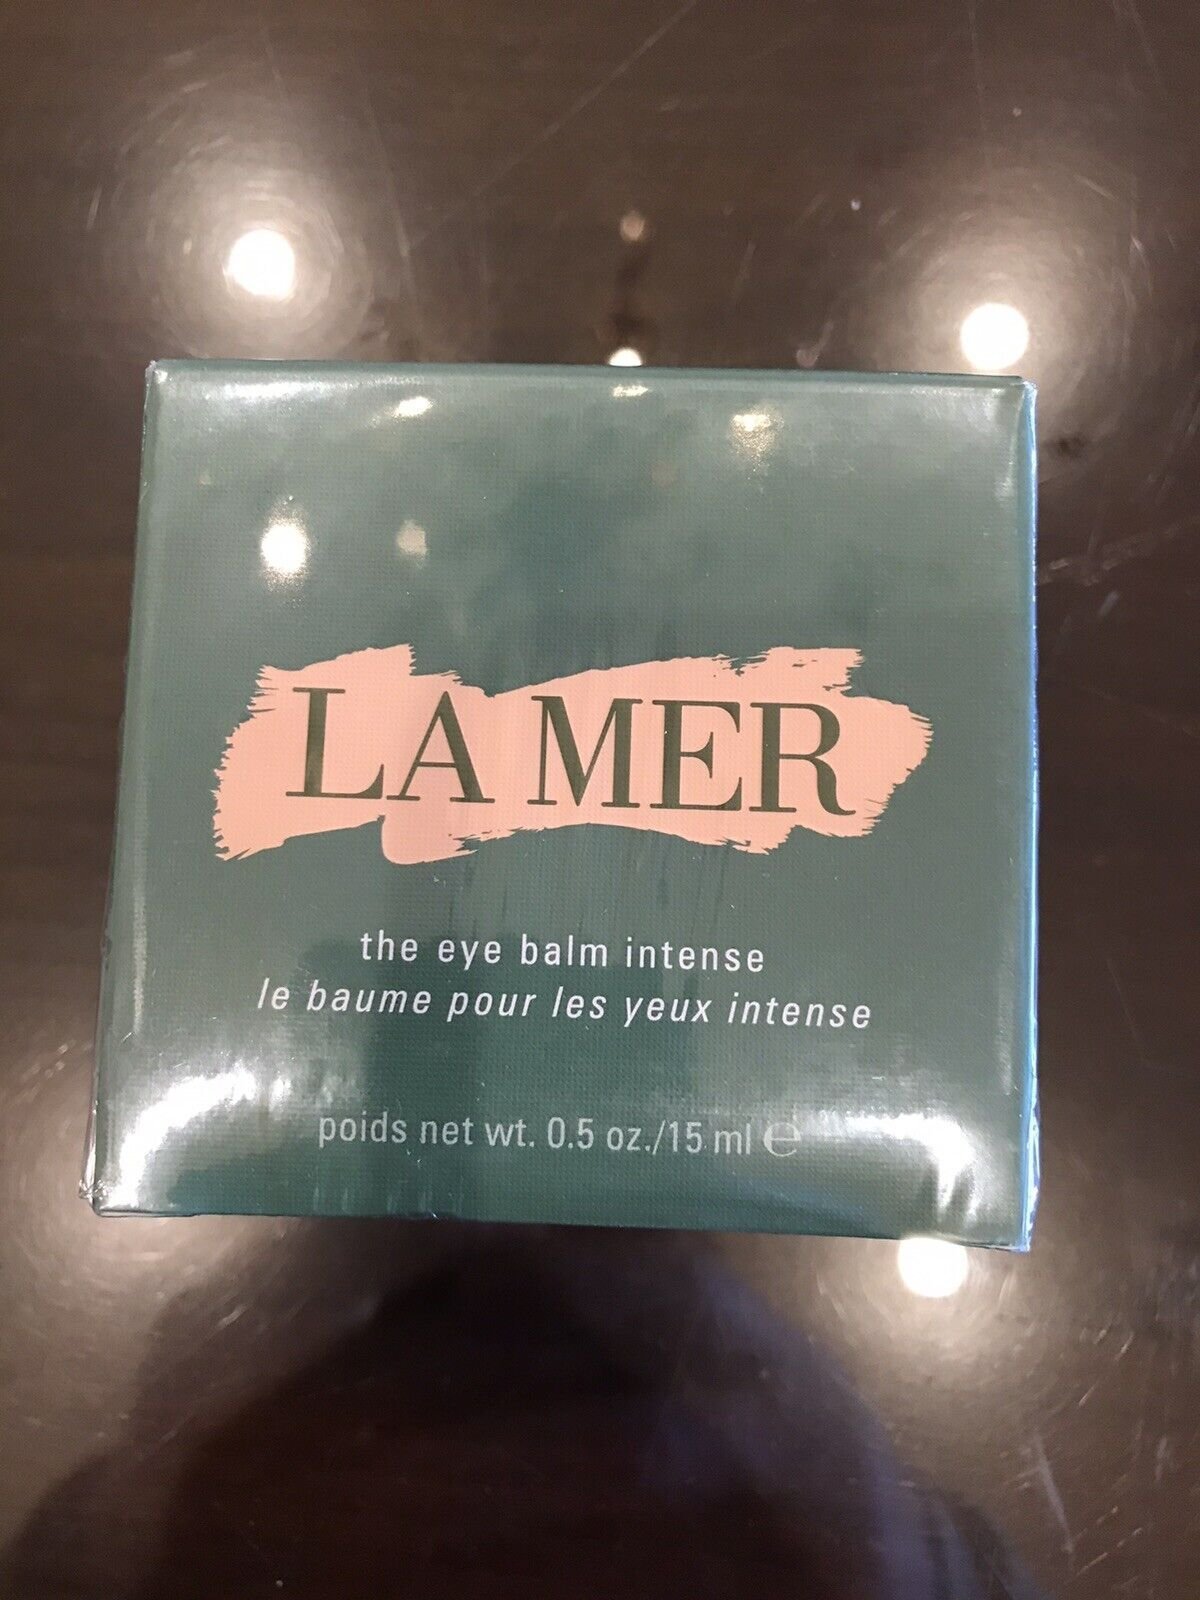 LA MER
the eye balm intense
le baume pour les yeux intense
poids net wt. 0.5 oz./15 ml ℮